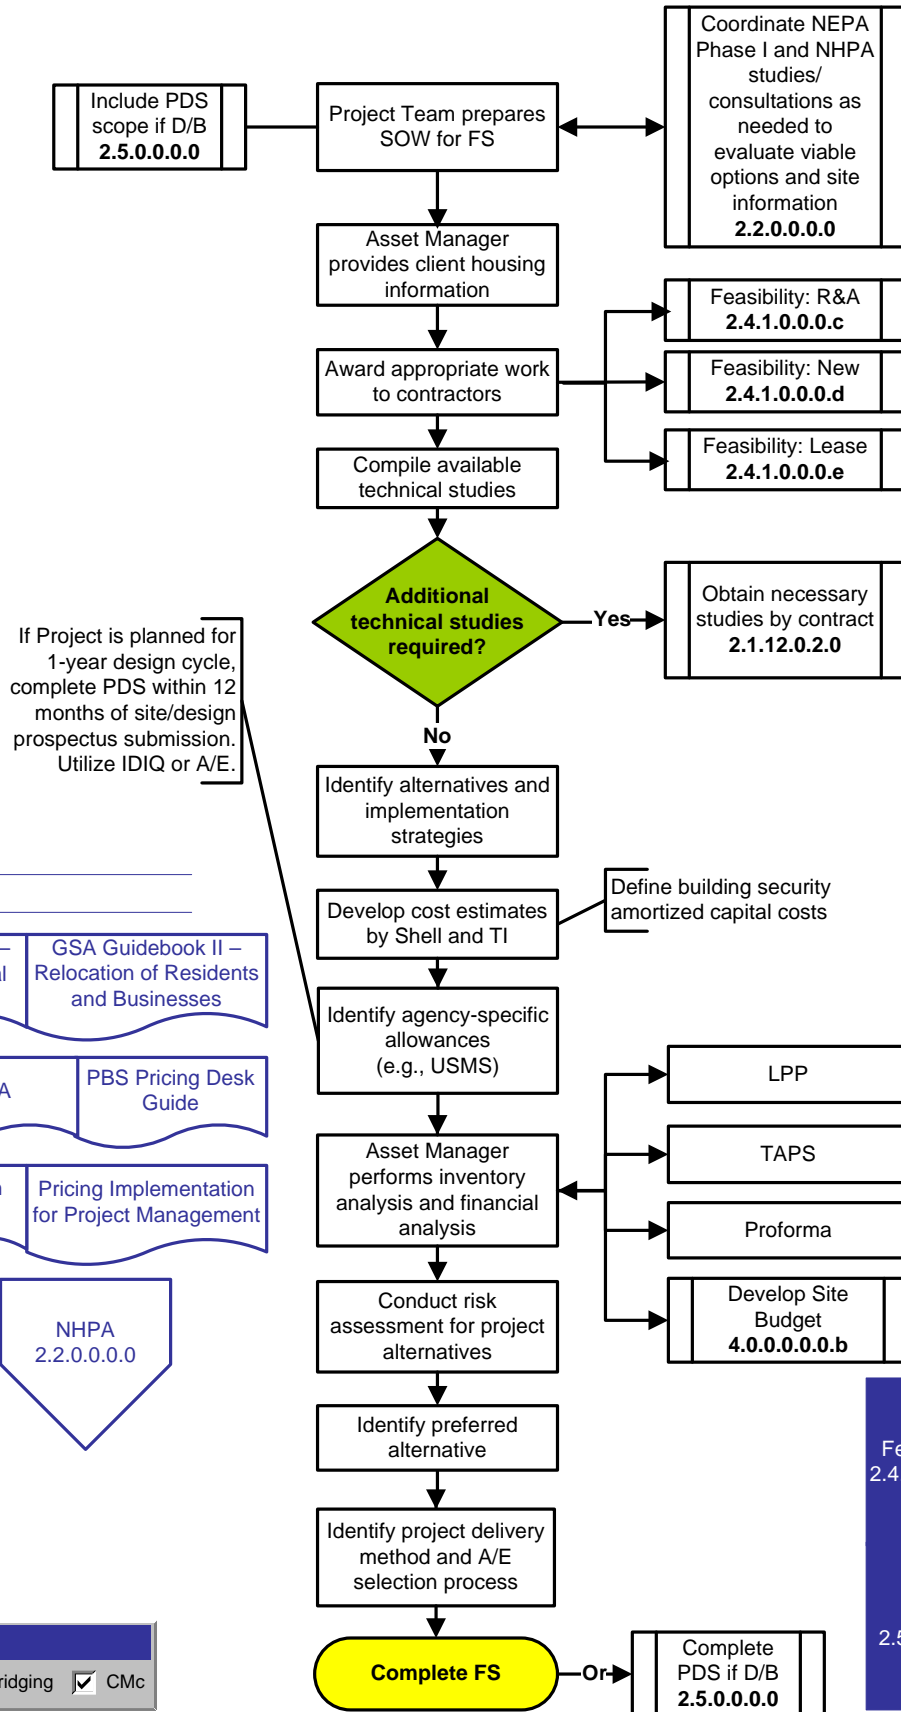 Coordinate NEPA
Phase I and NHPA
studies/
consultations as
needed to
evaluate viable
options and site
information
2.2.0.0.0.0
Include PDS
scope if D/B
2.5.0.0.0.0
Project Team prepares
SOW for FS
Asset Manager
provides client housing
information
Feasibility: R&A
2.4.1.0.0.0.c
Award appropriate work
to contractors
Feasibility: New
2.4.1.0.0.0.d
Feasibility: Lease
2.4.1.0.0.0.e
Compile available
technical studies
Additional
technical studies
required?
Yes
Obtain necessary
studies by contract
2.1.12.0.2.0
If Project is planned for
1-year design cycle,
complete PDS within 12
months of site/design
prospectus submission.
Utilize IDIQ or A/E.
No
Identify alternatives and
implementation
strategies
Develop cost estimates
by Shell and TI
Define building security
amortized capital costs
GSA Guidebook II –
Relocation of Residents
and Businesses
Identify agency-specific
allowances
(e.g., USMS)
PBS Pricing Desk
Guide
LPP
TAPS
Proforma
Develop Site
Budget
4.0.0.0.0.0.b
Asset Manager
performs inventory
analysis and financial
analysis
Pricing Implementation
for Project Management
NHPA
2.2.0.0.0.0
Conduct risk
assessment for project
alternatives
Identify preferred
alternative
Identify project delivery
method and A/E
selection process
Complete FS
Or
Complete
PDS if D/B
2.5.0.0.0.0
CMc